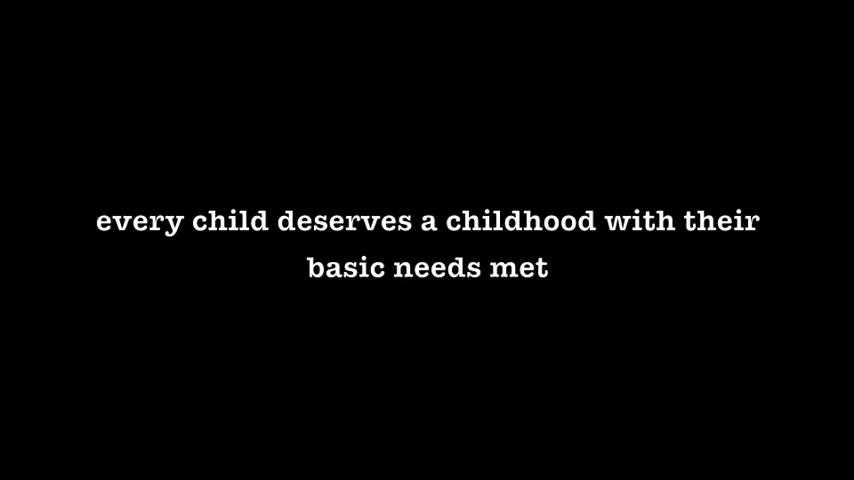 every child deserves a childhood with their
basic needs met